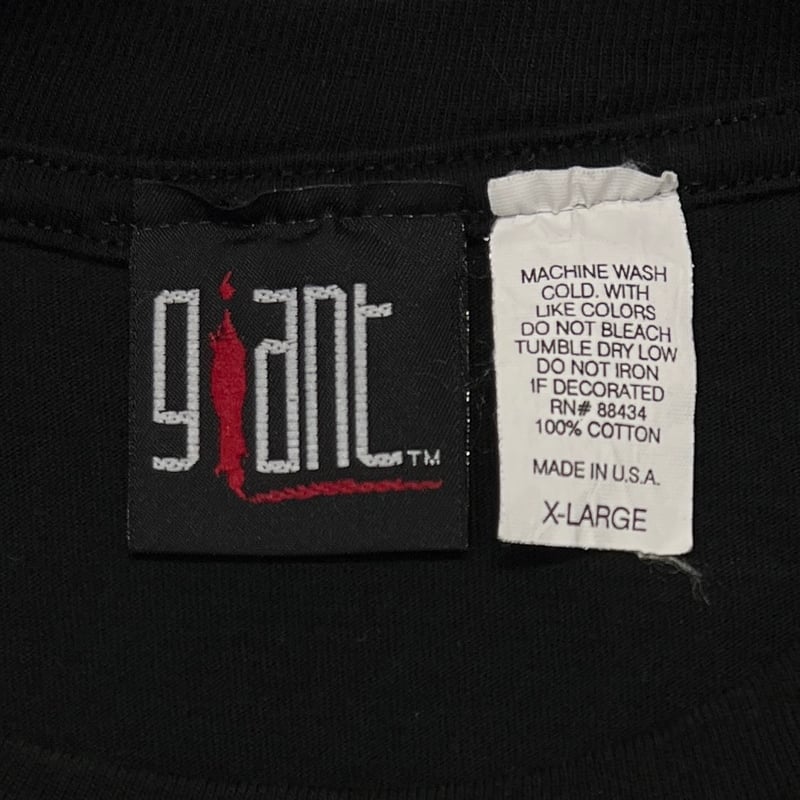 giant™
MACHINE WASH
COLD. WITH
LIKE COLORS
DO NOT BLEACH
TUMBLE DRY LOW
DO NOT IRON
IF DECORATED
RN# 88434
100% COTTON
MADE IN U.S.A.
X-LARGE